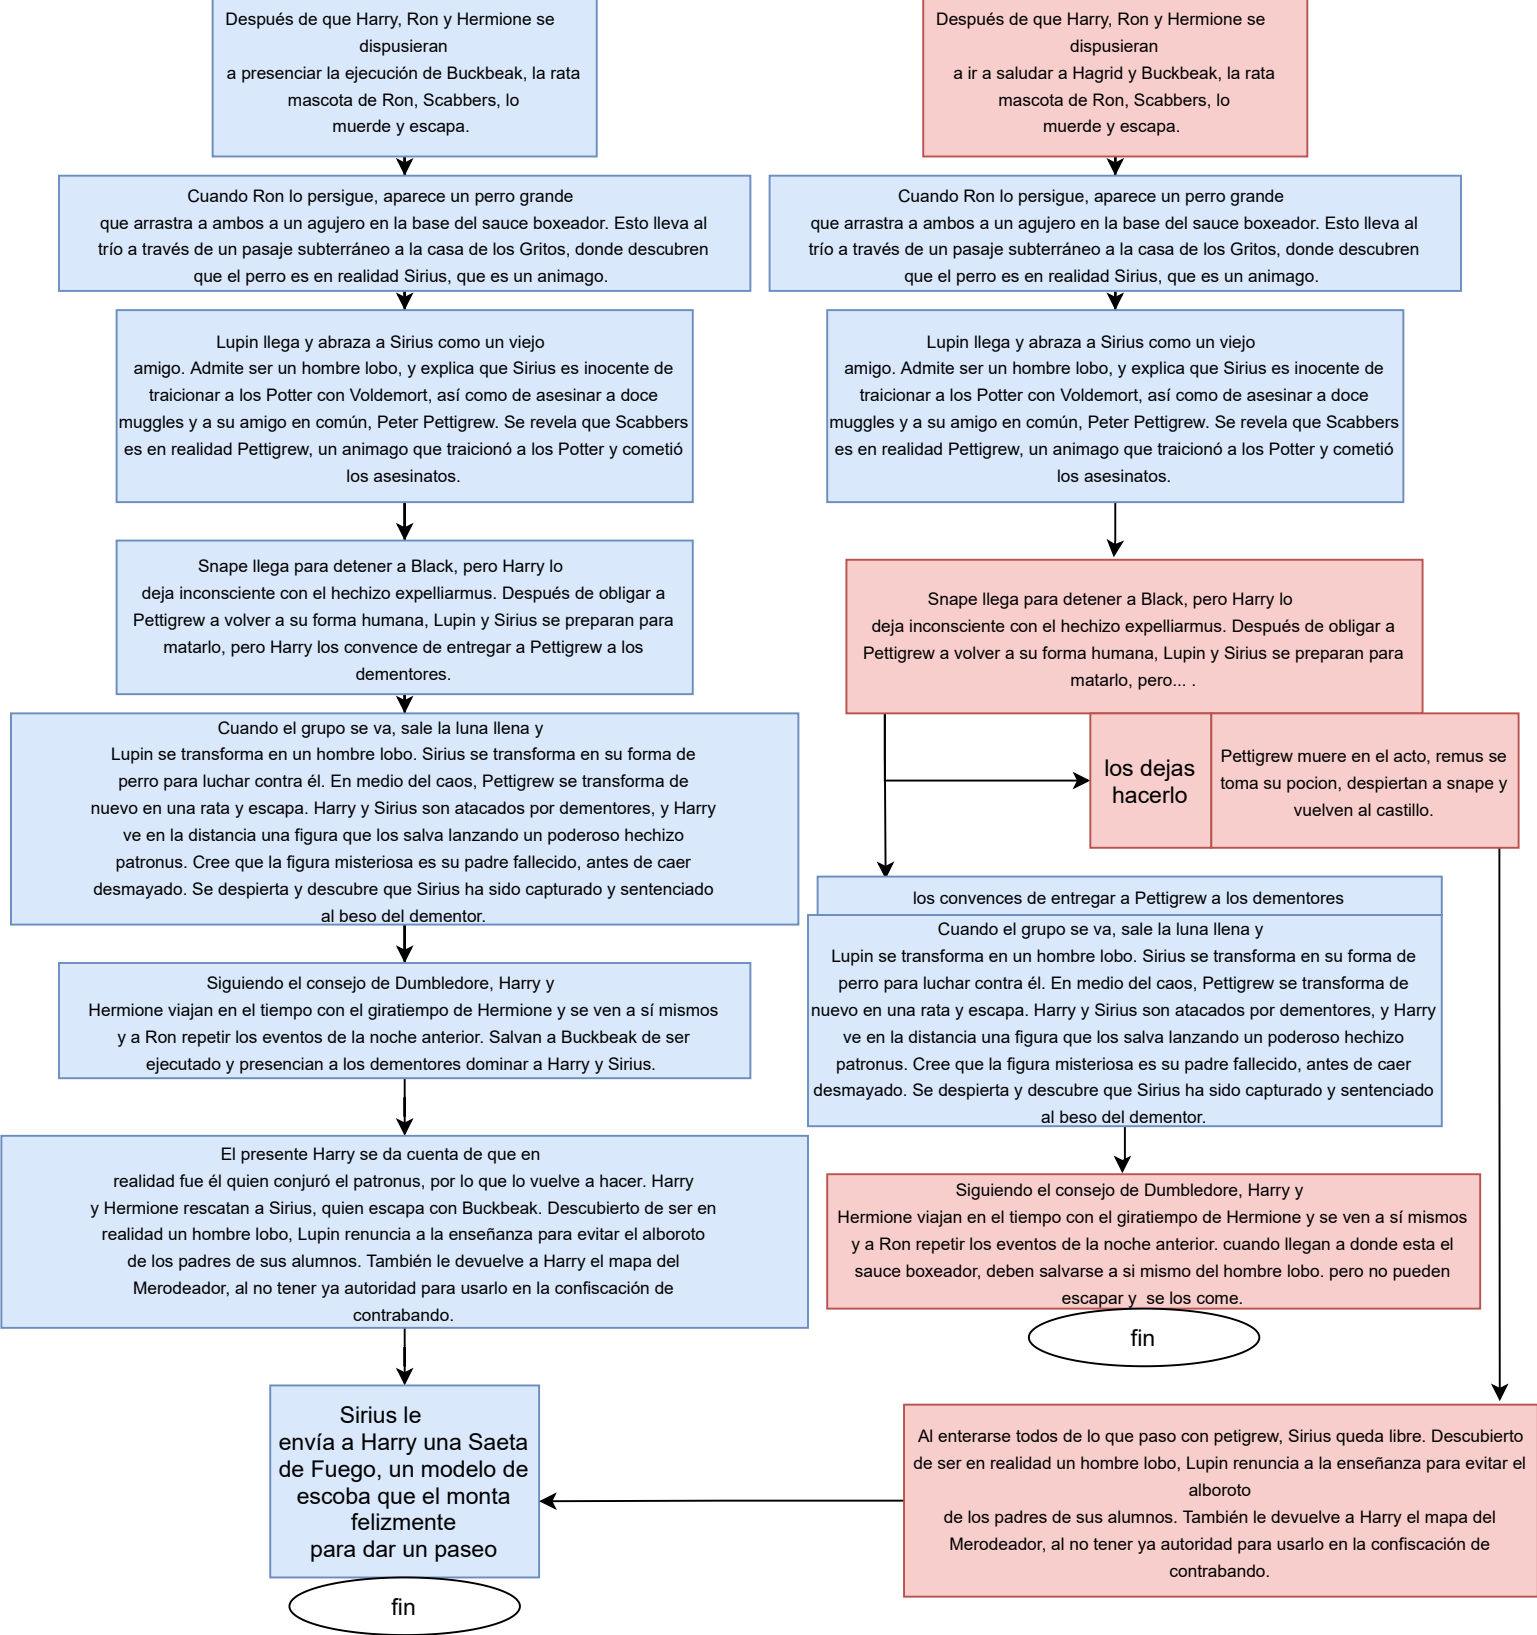 Después de que Harry, Ron y Hermione se
dispusieran
a presenciar la ejecución de Buckbeak, la rata
mascota de Ron, Scabbers, lo
muerde y escapa.
Cuando Ron lo persigue, aparece un perro grande
que arrastra a ambos a un agujero en la base del sauce boxeador. Esto lleva al
trío a través de un pasaje subterráneo a la casa de los Gritos, donde descubren
que el perro es en realidad Sirius, que es un animago.
Lupin llega y abraza a Sirius como un viejo
amigo. Admite ser un hombre lobo, y explica que Sirius es inocente de
traicionar a los Potter con Voldemort, así como de asesinar a doce
muggles y a su amigo en común, Peter Pettigrew. Se revela que Scabbers
es en realidad Pettigrew, un animago que traicionó a los Potter y cometió
los asesinatos.
Snape llega para detener a Black, pero Harry lo
deja inconsciente con el hechizo expelliarmus. Después de obligar a
Pettigrew a volver a su forma humana, Lupin y Sirius se preparan para
matarlo, pero Harry los convence de entregar a Pettigrew a los
dementores.
Cuando el grupo se va, sale la luna llena y
Lupin se transforma en un hombre lobo. Sirius se transforma en su forma de
perro para luchar contra él. En medio del caos, Pettigrew se transforma de
nuevo en una rata y escapa. Harry y Sirius son atacados por dementores, y Harry
ve en la distancia una figura que los salva lanzando un poderoso hechizo
patronus. Cree que la figura misteriosa es su padre fallecido, antes de caer
desmayado. Se despierta y descubre que Sirius ha sido capturado y sentenciado
al beso del dementor.
Siguiendo el consejo de Dumbledore, Harry y
Hermione viajan en el tiempo con el giratiempo de Hermione y se ven a sí mismos
y a Ron repetir los eventos de la noche anterior. Salvan a Buckbeak de ser
ejecutado y presencian a los dementores dominar a Harry y Sirius.
El presente Harry se da cuenta de que en
realidad fue él quien conjuró el patronus, por lo que lo vuelve a hacer. Harry
y Hermione rescatan a Sirius, quien escapa con Buckbeak. Descubierto de ser en
realidad un hombre lobo, Lupin renuncia a la enseñanza para evitar el alboroto
de los padres de sus alumnos. También le devuelve a Harry el mapa del
Merodeador, al no tener ya autoridad para usarlo en la confiscación de
contrabando.
Sirius le
envía a Harry una Saeta
de Fuego, un modelo de
escoba que el monta
felizmente
para dar un paseo
fin
Después de que Harry, Ron y Hermione se
dispusieran
a ir a saludar a Hagrid y Buckbeak, la rata
mascota de Ron, Scabbers, lo
muerde y escapa.
Cuando Ron lo persigue, aparece un perro grande
que arrastra a ambos a un agujero en la base del sauce boxeador. Esto lleva al
trío a través de un pasaje subterráneo a la casa de los Gritos, donde descubren
que el perro es en realidad Sirius, que es un animago.
Lupin llega y abraza a Sirius como un viejo
amigo. Admite ser un hombre lobo, y explica que Sirius es inocente de
traicionar a los Potter con Voldemort, así como de asesinar a doce
muggles y a su amigo en común, Peter Pettigrew. Se revela que Scabbers
es en realidad Pettigrew, un animago que traicionó a los Potter y cometió
los asesinatos.
Snape llega para detener a Black, pero Harry lo
deja inconsciente con el hechizo expelliarmus. Después de obligar a
Pettigrew a volver a su forma humana, Lupin y Sirius se preparan para
matarlo, pero... .
los dejas
hacerlo
Pettigrew muere en el acto, remus se
toma su pocion, despiertan a snape y
vuelven al castillo.
los convences de entregar a Pettigrew a los dementores
Cuando el grupo se va, sale la luna llena y
Lupin se transforma en un hombre lobo. Sirius se transforma en su forma de
perro para luchar contra él. En medio del caos, Pettigrew se transforma de
nuevo en una rata y escapa. Harry y Sirius son atacados por dementores, y Harry
ve en la distancia una figura que los salva lanzando un poderoso hechizo
patronus. Cree que la figura misteriosa es su padre fallecido, antes de caer
desmayado. Se despierta y descubre que Sirius ha sido capturado y sentenciado
al beso del dementor.
Siguiendo el consejo de Dumbledore, Harry y
Hermione viajan en el tiempo con el giratiempo de Hermione y se ven a sí mismos
y a Ron repetir los eventos de la noche anterior. cuando llegan a donde esta el
sauce boxeador, deben salvarse a si mismo del hombre lobo. pero no pueden
escapar y  se los come.
fin
Al enterarse todos de lo que paso con petigrew, Sirius queda libre. Descubierto
de ser en realidad un hombre lobo, Lupin renuncia a la enseñanza para evitar el
alboroto
de los padres de sus alumnos. También le devuelve a Harry el mapa del
Merodeador, al no tener ya autoridad para usarlo en la confiscación de
contrabando.